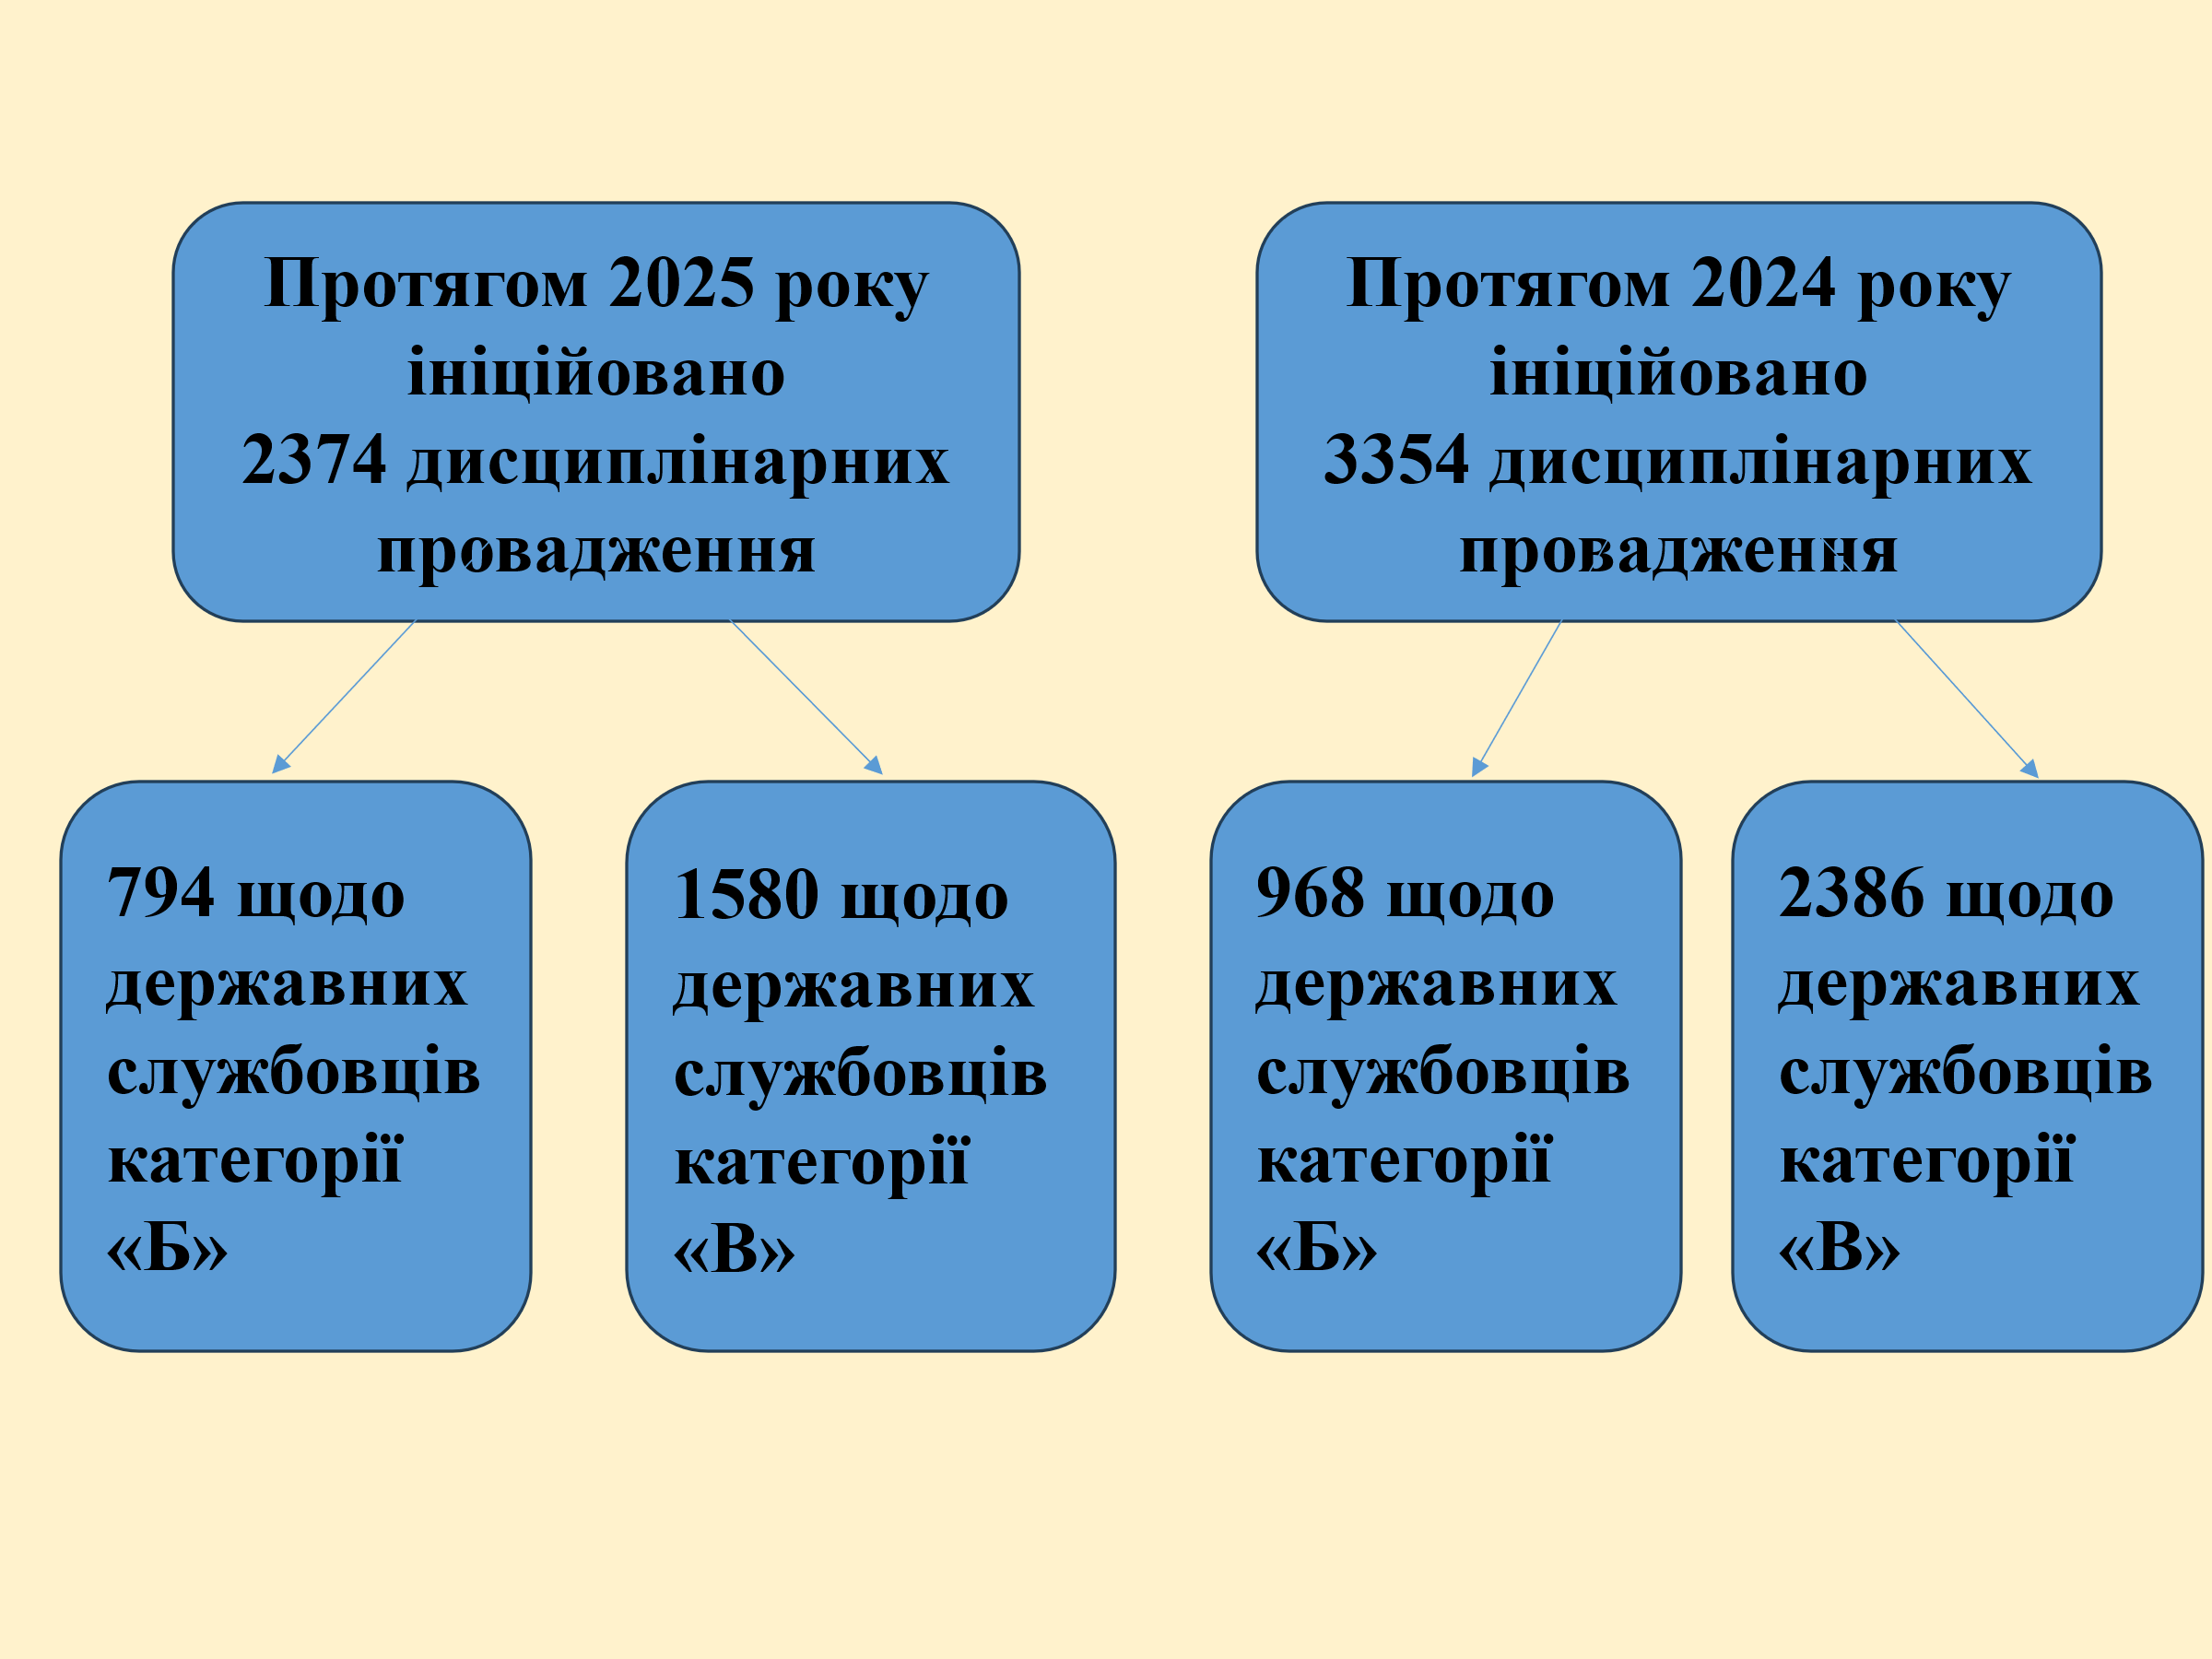 Протягом 2025 року
ініційовано
2374 дисциплінарних
провадження
Протягом 2024 року
ініційовано
3354 дисциплінарних
провадження
794 щодо
державних
службовців
категорії
«Б»
1580 щодо
державних
службовців
категорії
«В»
968 щодо
державних
службовців
категорії
«Б»
2386 щодо
державних
службовців
категорії
«В»